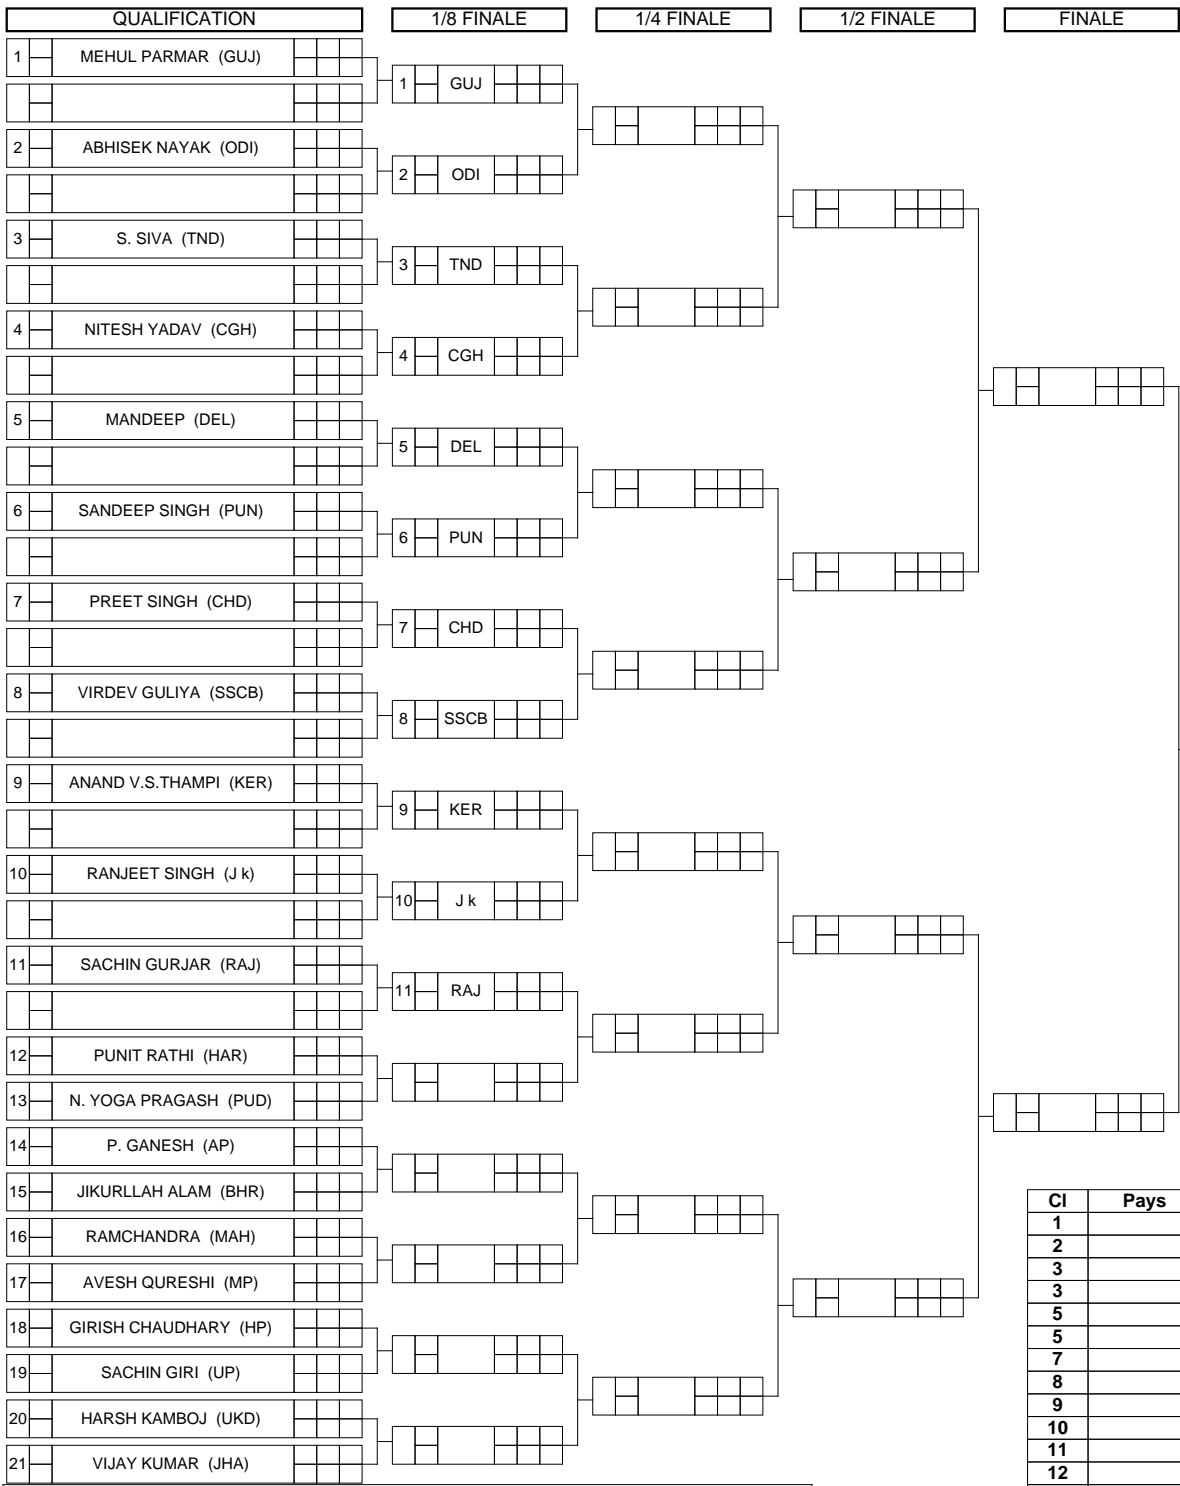 QUALIFICATION 1/8 FINALE 1/4 FINALE 1/2 FINALE FINALE
1 MEHUL PARMAR (GUJ)
1 GUJ
2 ABHISEK NAYAK (ODI)
2 ODI
3 S. SIVA (TND)
3 TND
4 NITESH YADAV (CGH)
4 CGH
5 MANDEEP (DEL)
5 DEL
6 SANDEEP SINGH (PUN)
6 PUN
7 PREET SINGH (CHD)
7 CHD
8 VIRDEV GULIYA (SSCB)
8 SSCB
9 ANAND V.S.THAMPI (KER)
9 KER
10 RANJEET SINGH (J k)
10 J k
11 SACHIN GURJAR (RAJ)
11 RAJ
12 PUNIT RATHI (HAR)
13 N. YOGA PRAGASH (PUD)
14 P. GANESH (AP)
15 JIKURLLAH ALAM (BHR)
16 RAMCHANDRA (MAH)
17 AVESH QURESHI (MP)
18 GIRISH CHAUDHARY (HP)
19 SACHIN GIRI (UP)
20 HARSH KAMBOJ (UKD)
21 VIJAY KUMAR (JHA)
Cl Pays
1
2
3
3
5
5
7
8
9
10
11
12